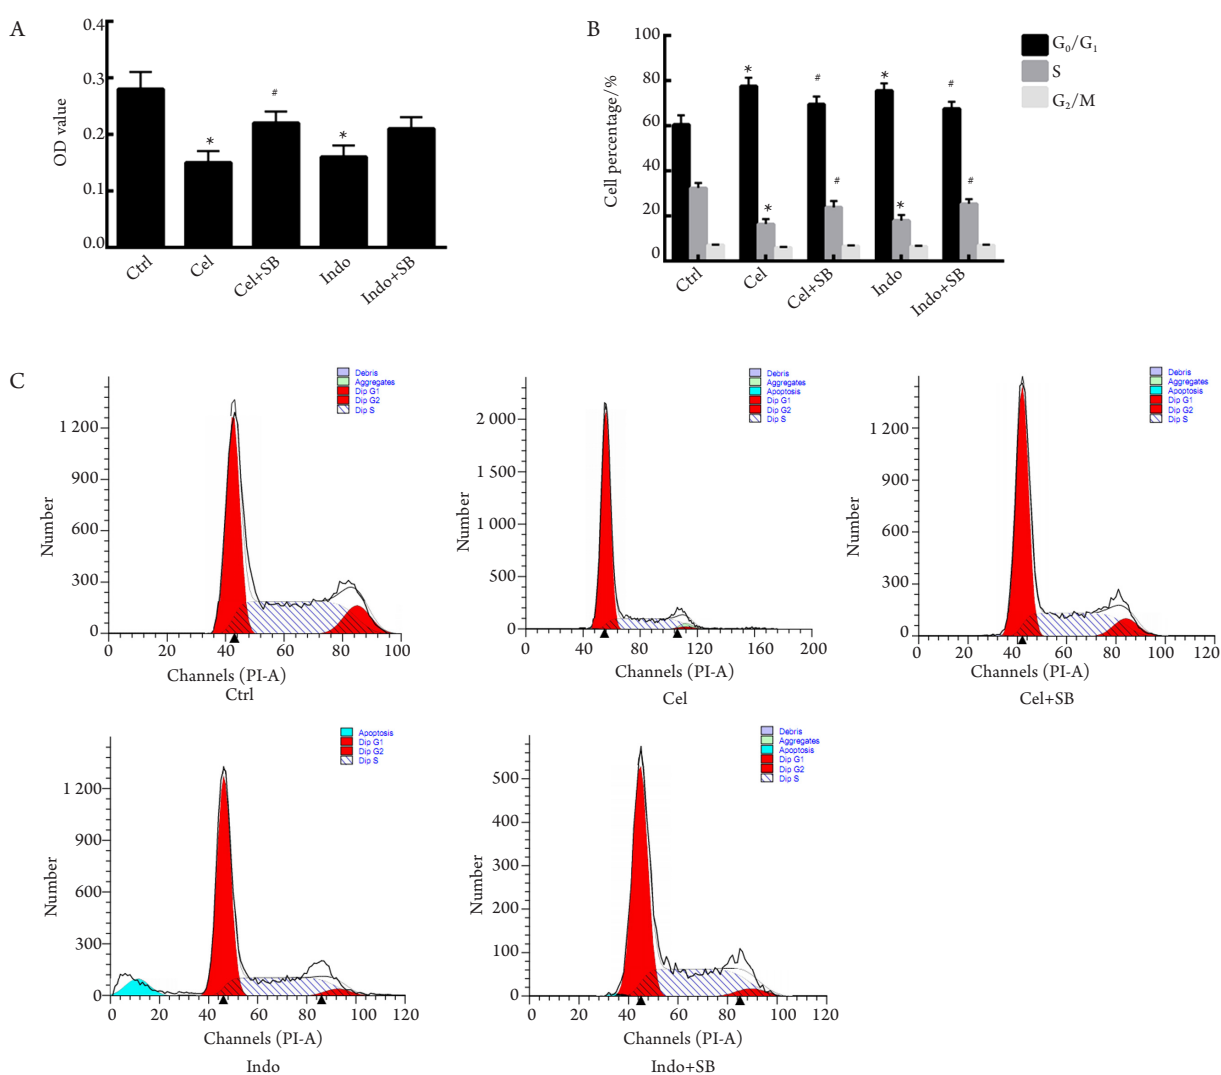 A
0.4
0.3
0.2
0.1
0.0
OD value
*
#
*
Ctrl
Cel
Cel+SB
Indo
Indo+SB
B
100
80
60
40
20
0
Cell percentage/%
*
*
#
#
*
*
#
#
Ctrl
Cel
Cel+SB
Indo
Indo+SB
G0/G1
S
G2/M
C
Debris
Aggregates
Dip G1
Dip G2
Dip S
1 200
900
600
300
0
Number
0 20 40 60 80 100
Channels (PI-A)
Ctrl
Debris
Aggregates
Apoptosis
Dip G1
Dip G2
Dip S
2 000
1 500
1 000
500
0
Number
0 40 80 120 160 200
Channels (PI-A)
Cel
Debris
Aggregates
Apoptosis
Dip G1
Dip G2
Dip S
1 200
900
600
300
0
Number
0 20 40 60 80 100 120
Channels (PI-A)
Cel+SB
Apoptosis
Dip G1
Dip G2
Dip S
1 200
900
600
300
0
Number
0 20 40 60 80 100 120
Channels (PI-A)
Indo
Debris
Aggregates
Apoptosis
Dip G1
Dip G2
Dip S
500
400
300
200
100
0
Number
0 20 40 60 80 100 120
Channels (PI-A)
Indo+SB